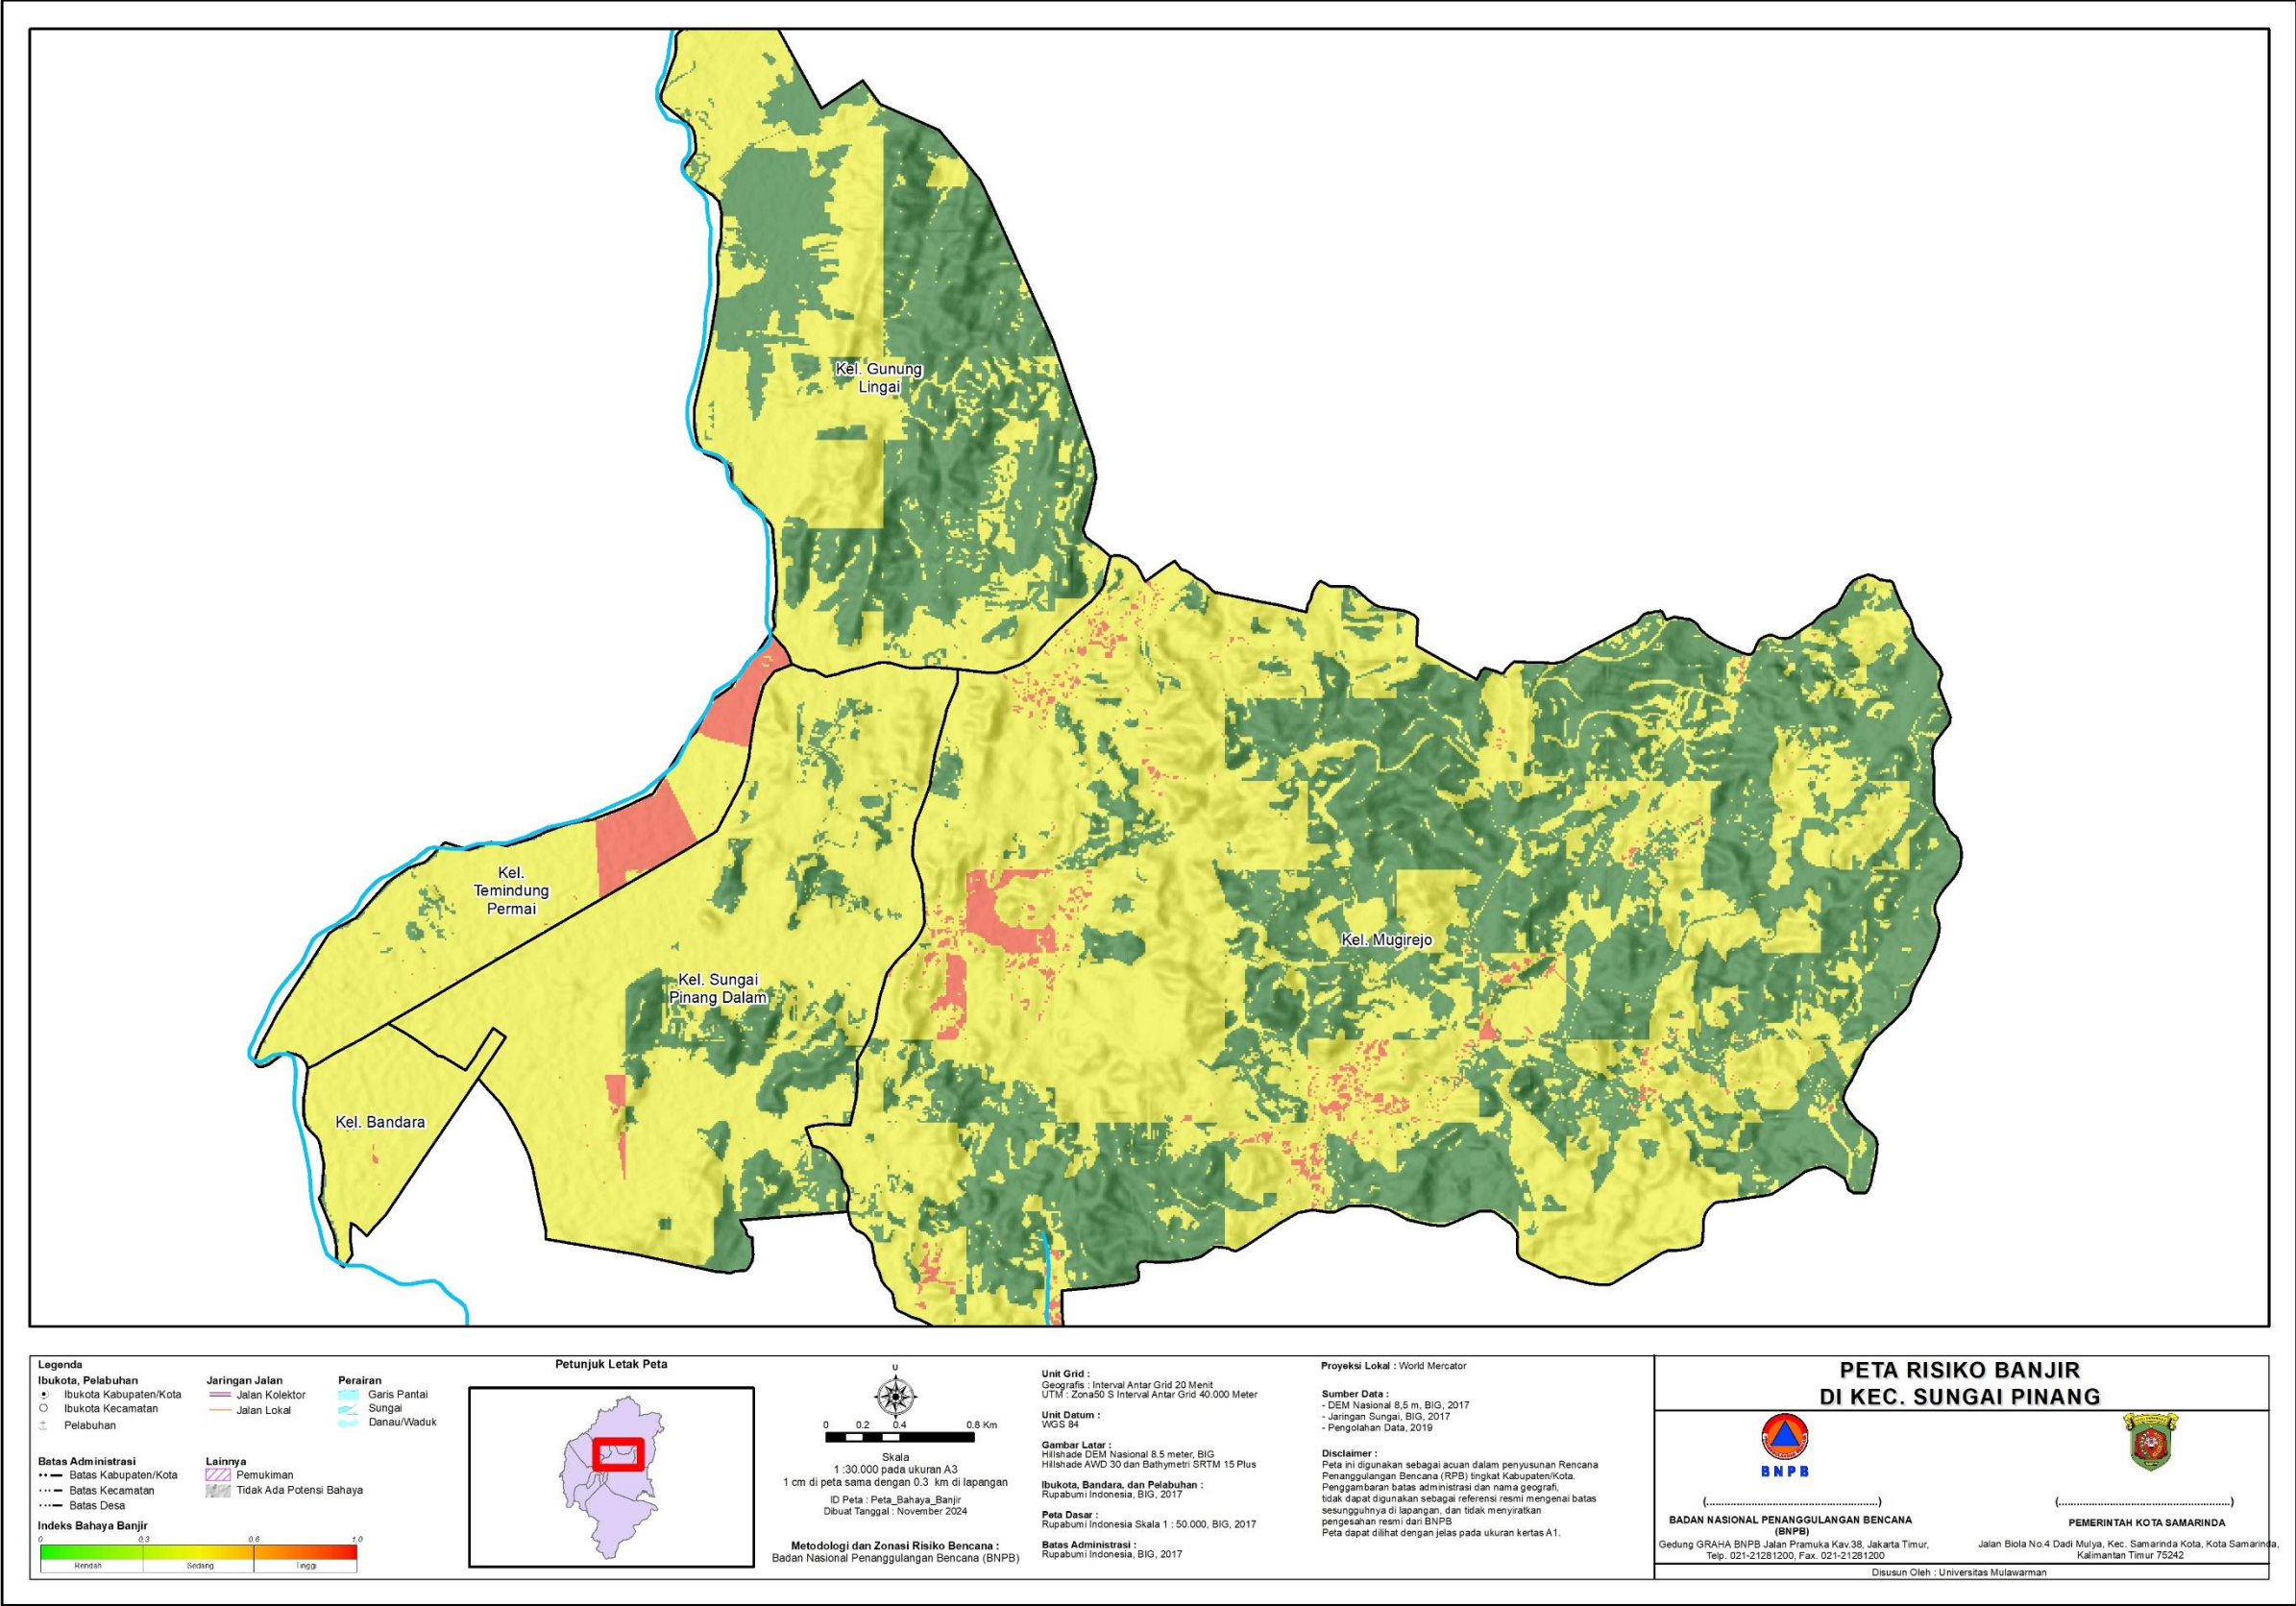 Kel. Gunung
Lingai
Kel.
Temindung
Permai
Kel. Mugirejo
Kel. Sungai
Pinang Dalam
Kel. Bandara
Legenda
Ibukota, Pelabuhan
Ibukota Kabupaten/Kota
Ibukota Kecamatan
Pelabuhan
Jaringan Jalan
Jalan Kolektor
Jalan Lokal
Perairan
Garis Pantai
Sungai
Danau/Waduk
Batas Administrasi
Batas Kabupaten/Kota
Batas Kecamatan
Batas Desa
Lainnya
Pemukiman
Tidak Ada Potensi Bahaya
Indeks Bahaya Banjir
0 0,3 0,6 1,0
Rendah Sedang Tinggi
Petunjuk Letak Peta
U
0 0.2 0.4 0.8 Km
Skala
1 :30.000 pada ukuran A3
1 cm di peta sama dengan 0.3 km di lapangan
ID Peta : Peta_Bahaya_Banjir
Dibuat Tanggal : November 2024
Metodologi dan Zonasi Risiko Bencana :
Badan Nasional Penanggulangan Bencana (BNPB)
Unit Grid :
Geografis : Interval Antar Grid 20 Menit
UTM : Zona50 S Interval Antar Grid 40.000 Meter
Unit Datum :
WGS 84
Gambar Latar :
Hillshade DEM Nasional 8.5 meter, BIG
Hillshade AWD 30 dan Bathymetri SRTM 15 Plus
Ibukota, Bandara, dan Pelabuhan :
Rupabumi Indonesia, BIG, 2017
Peta Dasar :
Rupabumi Indonesia Skala 1 : 50.000, BIG, 2017
Batas Administrasi :
Rupabumi Indonesia, BIG, 2017
Proyeksi Lokal : World Mercator
Sumber Data :
- DEM Nasional 8,5 m, BIG, 2017
- Jaringan Sungai, BIG, 2017
- Pengolahan Data, 2019
Disclaimer :
Peta ini digunakan sebagai acuan dalam penyusunan Rencana
Penanggulangan Bencana (RPB) tingkat Kabupaten/Kota.
Penggambaran batas administrasi dan nama geografi,
tidak dapat digunakan sebagai referensi resmi mengenai batas
sesungguhnya di lapangan, dan tidak menyiratkan
pengesahan resmi dari BNPB
Peta dapat dilihat dengan jelas pada ukuran kertas A1.
PETA RISIKO BANJIR
DI KEC. SUNGAI PINANG
BNPB
(......................................................)
BADAN NASIONAL PENANGGULANGAN BENCANA
(BNPB)
Gedung GRAHA BNPB Jalan Pramuka Kav.38, Jakarta Timur,
Telp. 021-21281200, Fax. 021-21281200
(......................................................)
PEMERINTAH KOTA SAMARINDA
Jalan Biola No.4 Dadi Mulya, Kec. Samarinda Kota, Kota Samarinda,
Kalimantan Timur 75242
Disusun Oleh : Universitas Mulawarman